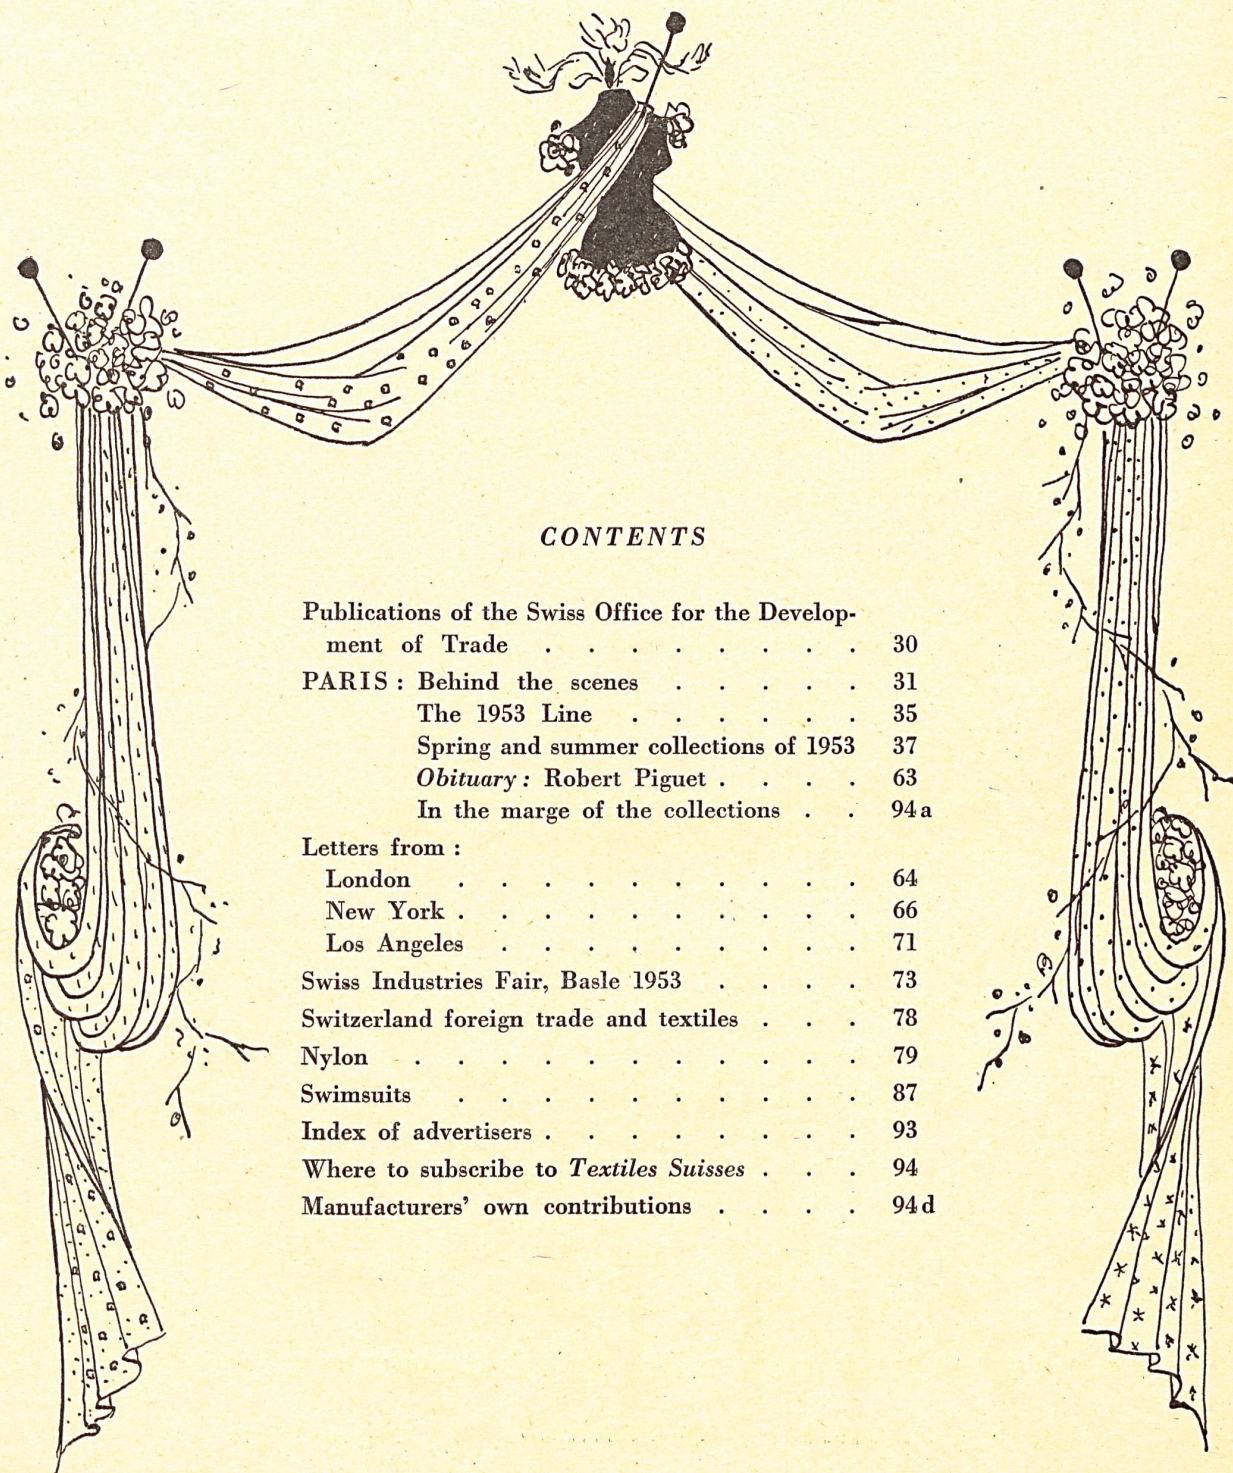 CONTENTS
Publications of the Swiss Office for the Develop-
ment of Trade . . . . . . . . 30
PARIS : Behind the scenes . . . . . 31
The 1953 Line . . . . . . 35
Spring and summer collections of 1953 37
Obituary : Robert Piguet . . . . 63
In the marge of the collections . . 94a
Letters from :
London . . . . . . . . . . 64
New York . . . . . . . . . . 66
Los Angeles . . . . . . . . . 71
Swiss Industries Fair, Basle 1953 . . . . 73
Switzerland foreign trade and textiles . . . 78
Nylon . . . . . . . . . . . 79
Swimsuits . . . . . . . . . . 87
Index of advertisers . . . . . . . . 93
Where to subscribe to Textiles Suisses . . . 94
Manufacturers' own contributions . . . . 94d